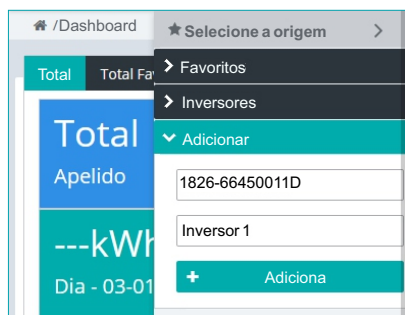 /Dashboard
Selecione a origem
Total
Total Fa
Favoritos
Inversores
Adicionar
Total
Apelido
1826-66450011D
Inversor 1
---kWh
Dia - 03-01
Adiciona